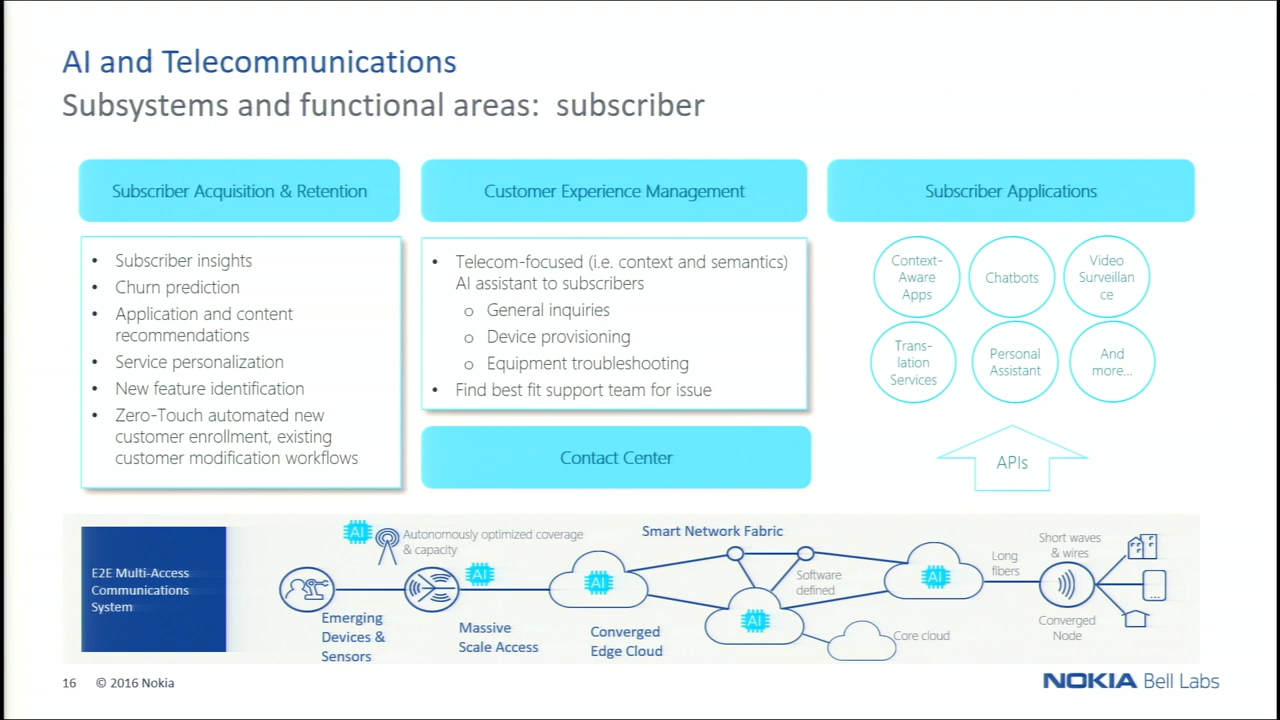 AI and Telecommunications
Subsystems and functional areas: subscriber
Subscriber Acquisition & Retention
• Subscriber insights
• Churn prediction
• Application and content
recommendations
• Service personalization
• New feature identification
• Zero-Touch automated new
customer enrollment, existing
customer modification workflows
Customer Experience Management
• Telecom-focused (i.e. context and semantics)
AI assistant to subscribers
o General inquiries
o Device provisioning
o Equipment troubleshooting
• Find best fit support team for issue
Contact Center
Subscriber Applications
Context-
Aware
Apps
Chatbots
Video
Surveillan
ce
Trans-
lation
Services
Personal
Assistant
And
more...
APIs
E2E Multi-Access
Communications
System
AI
Autonomously optimized coverage
& capacity
Emerging
Devices &
Sensors
AI
Massive
Scale Access
AI
Converged
Edge Cloud
Smart Network Fabric
Software
defined
AI
Core cloud
AI
Long
fibers
Short waves
& wires
Converged
Node
16 © 2016 Nokia
NOKIA Bell Labs